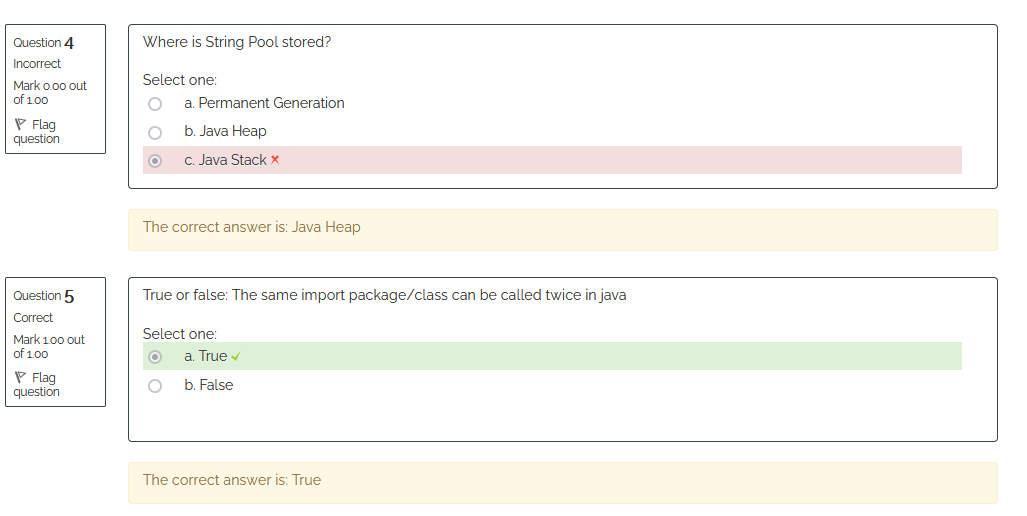 Question 4
Incorrect
Mark 0.00 out
of 1.00
Flag
question
Where is String Pool stored?
Select one:
a. Permanent Generation
b. Java Heap
c. Java Stack
The correct answer is: Java Heap
Question 5
Correct
Mark 1.00 out
of 1.00
Flag
question
True or false: The same import package/class can be called twice in java
Select one:
a. True
b. False
The correct answer is: True